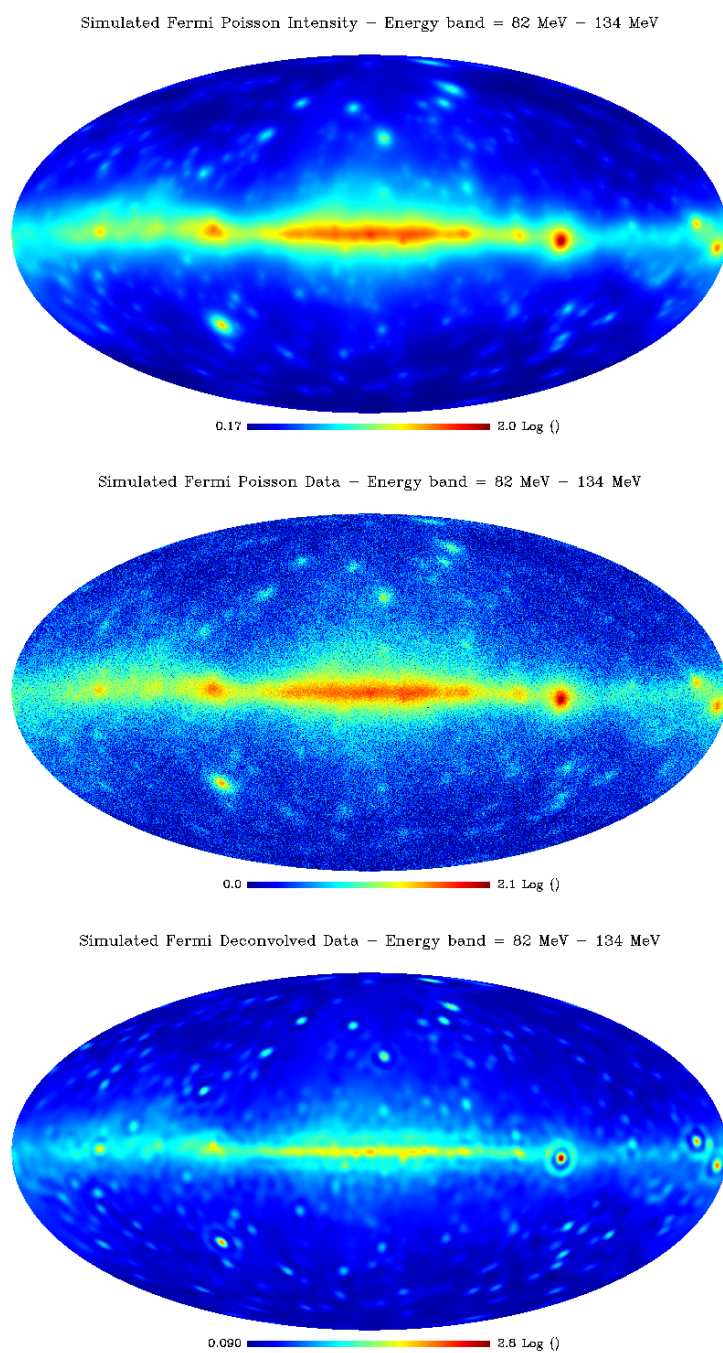 Simulated Fermi Poisson Intensity – Energy band = 82 MeV – 134 MeV
0.17 2.0 Log ()
Simulated Fermi Poisson Data – Energy band = 82 MeV – 134 MeV
0.0 2.1 Log ()
Simulated Fermi Deconvolved Data – Energy band = 82 MeV – 134 MeV
0.090 2.8 Log ()